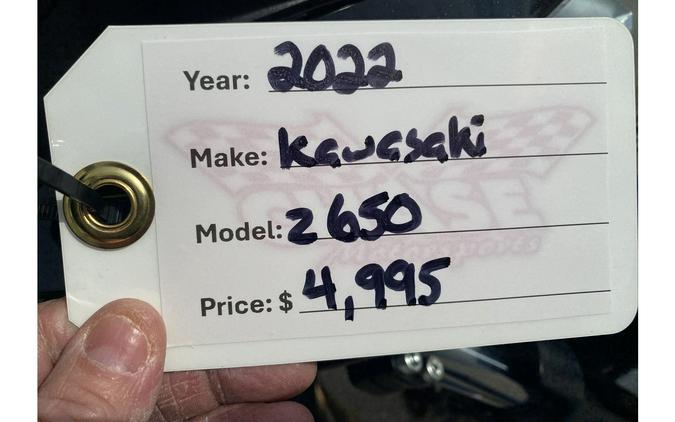 Year: 2022
Make: Kawasaki
Model: Z650
Price: $ 4,995